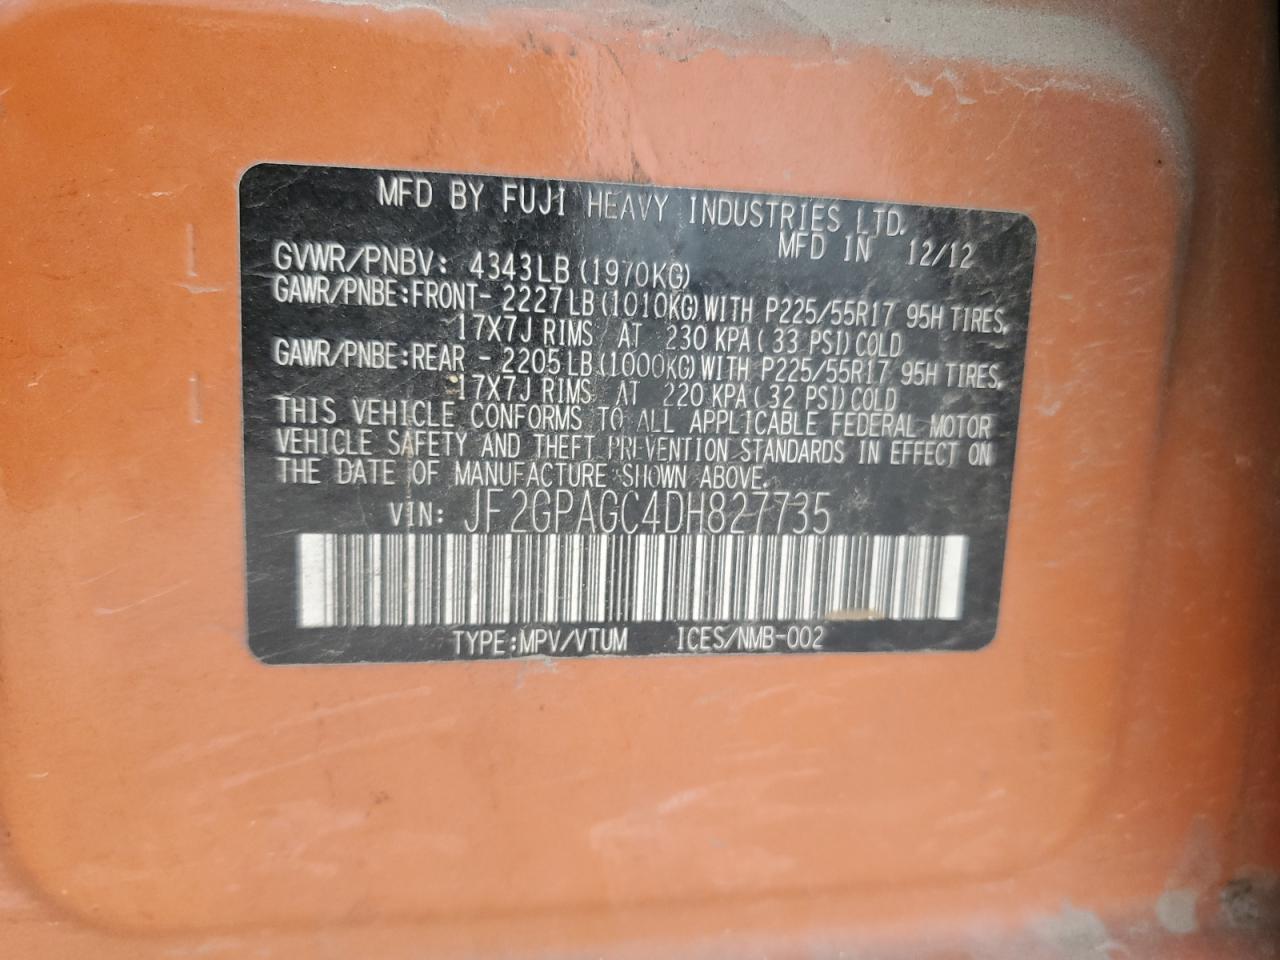 MFD BY FUJI HEAVY INDUSTRIES LTD.
MFD IN 12/12
GVWR/PNBV: 4343LB (1970KG)
GAWR/PNBE:FRONT- 2227LB(1010KG)WITH P225/55R17 95H TIRES,
17X7J RIMS AT 230 KPA( 33 PSI)COLD
GAWR/PNBE:REAR - 2205LB(1000KG)WITH P225/55R17 95H TIRES,
17X7J RIMS AT 220 KPA(32 PSI)COLD
THIS VEHICLE CONFORMS TO ALL APPLICABLE FEDERAL MOTOR
VEHICLE SAFETY AND THEFT PREVENTION STANDARDS IN EFFECT ON
THE DATE OF MANUFACTURE SHOWN ABOVE.
VIN: JF2GPAGC4DH827735
TYPE:MPV/VTUM ICES/NMB-002